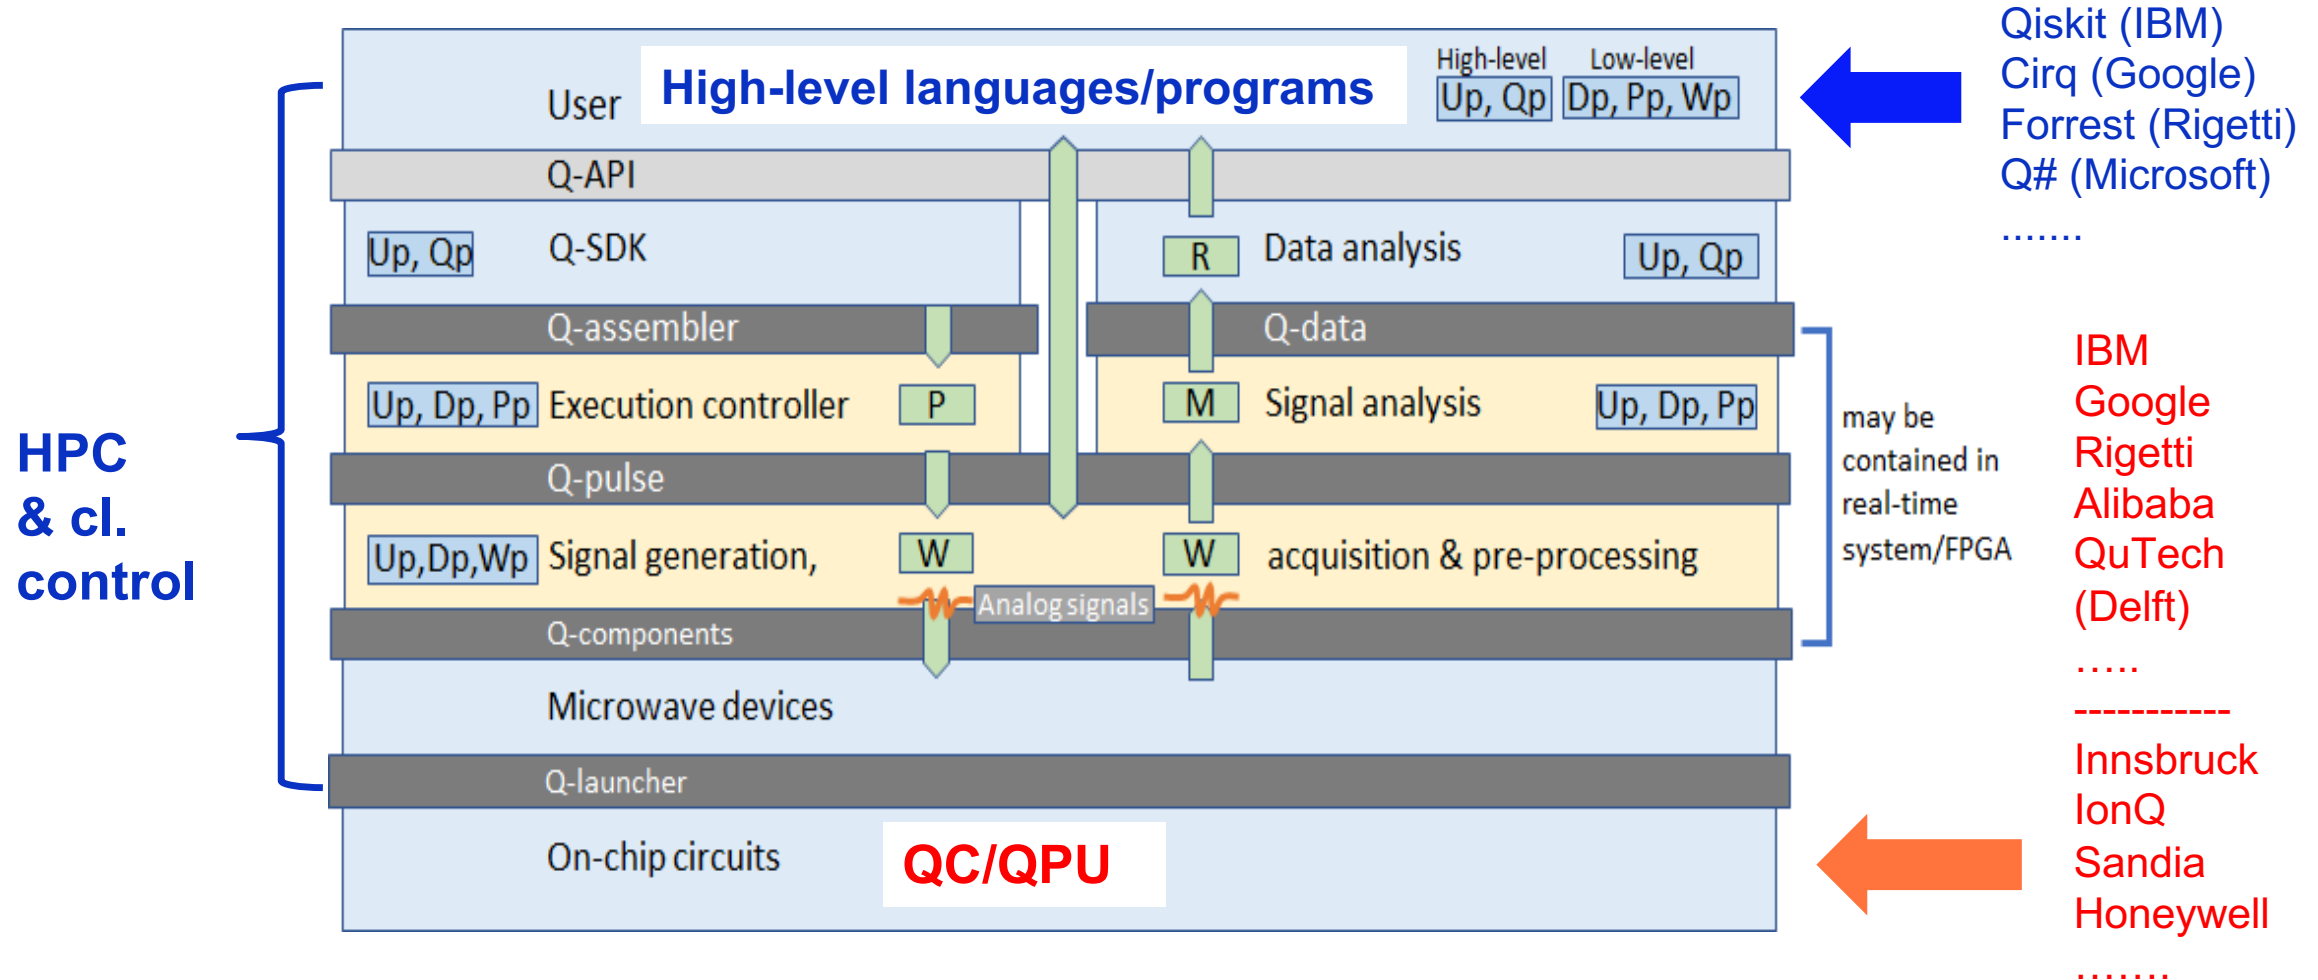 High-level languages/programs
User
High-level Low-level
Up, Qp Dp, Pp, Wp
Q-API
Up, Qp Q-SDK
R Data analysis Up, Qp
Q-assembler
Q-data
Up, Dp, Pp Execution controller P
M Signal analysis Up, Dp, Pp
Q-pulse
Up,Dp,Wp Signal generation, W
W acquisition & pre-processing
Analog signals
Q-components
Microwave devices
Q-launcher
On-chip circuits
QC/QPU
HPC
& cl.
control
may be
contained in
real-time
system/FPGA
Qiskit (IBM)
Cirq (Google)
Forrest (Rigetti)
Q# (Microsoft)
.......
IBM
Google
Rigetti
Alibaba
QuTech
(Delft)
.....
-----------
Innsbruck
IonQ
Sandia
Honeywell
.......